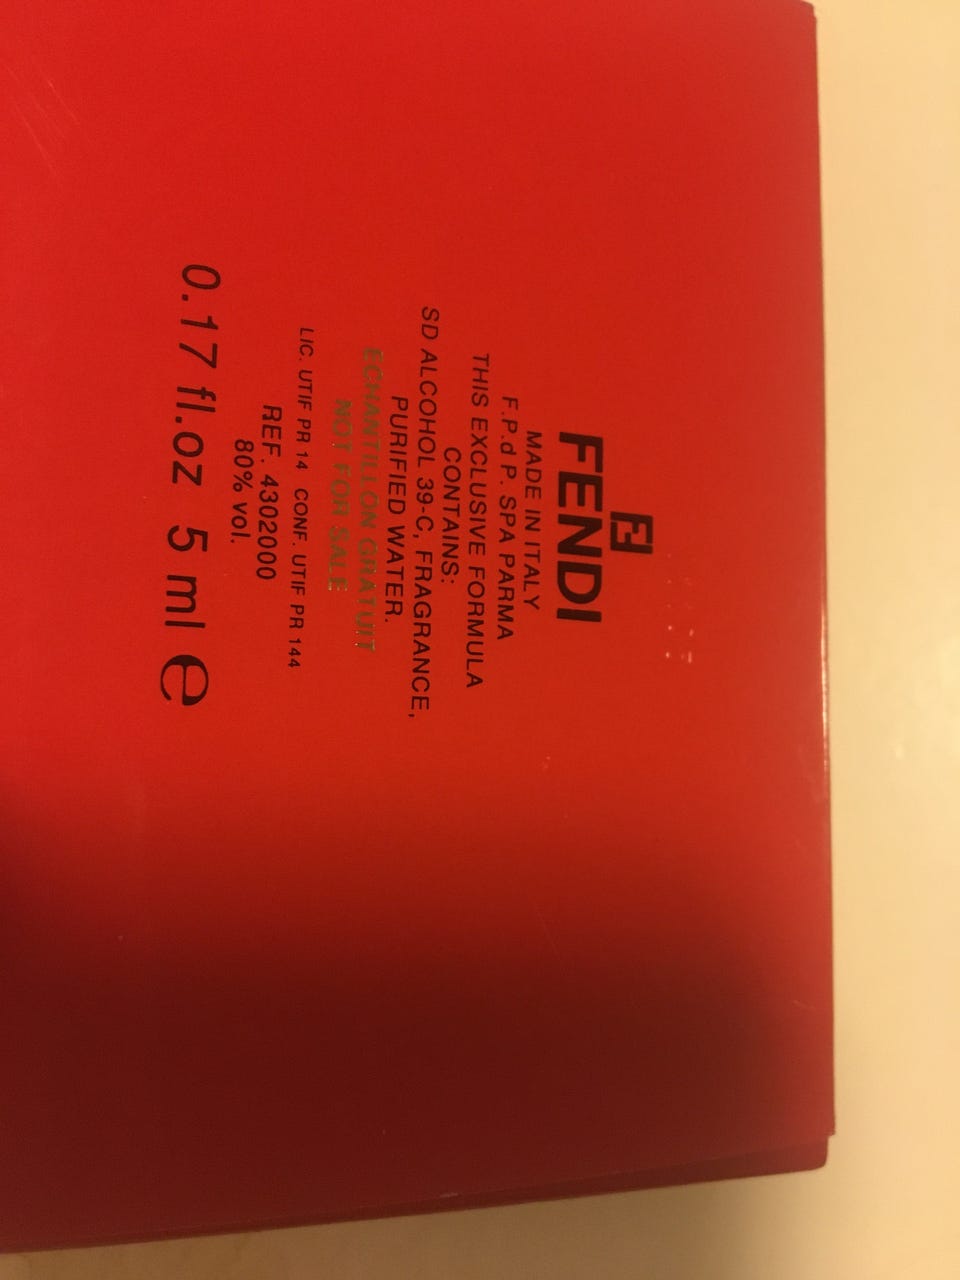 FENDI
MADE IN ITALY
F.P.d P. SPA PARMA
THIS EXCLUSIVE FORMULA
CONTAINS:
SD ALCOHOL 39-C, FRAGRANCE,
PURIFIED WATER.
ECHANTILLON GRATUIT
NOT FOR SALE
LIC. UTIF PR 14 CONF. UTIF PR 144
REF. 4302000
80% vol.
0.17 fl.oz 5 ml ℮